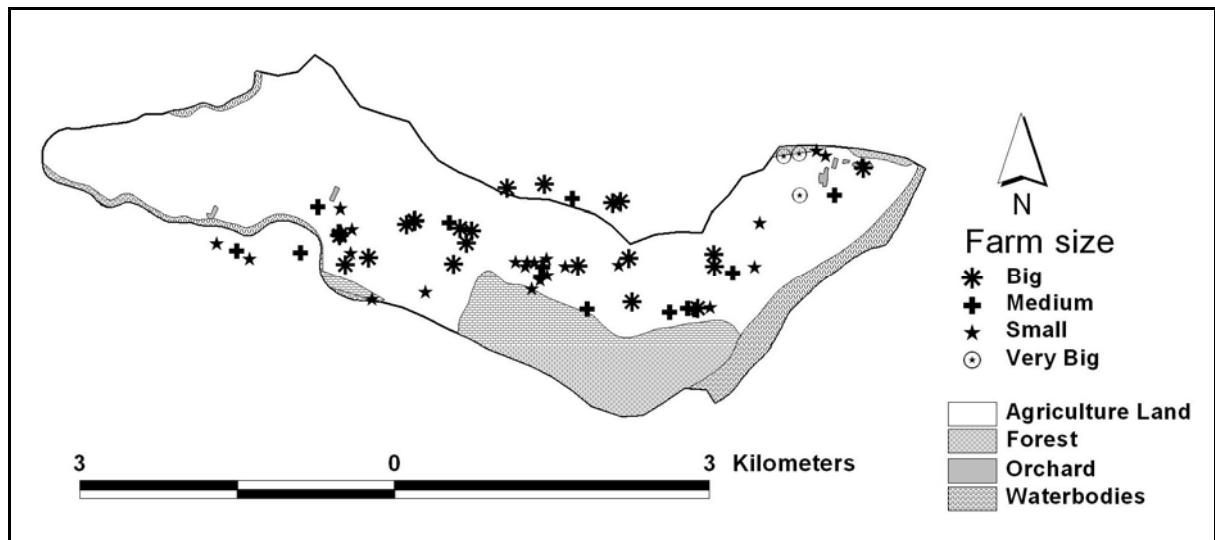 N
Farm size
Big
Medium
Small
Very Big
Agriculture Land
Forest
Orchard
Waterbodies
3 0 3 Kilometers